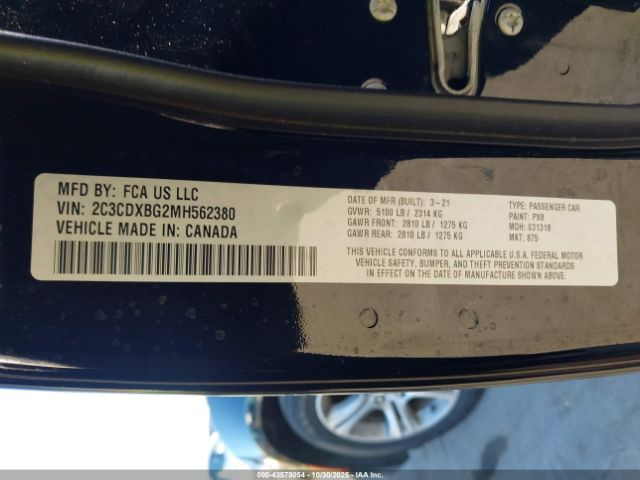 MFD BY: FCA US LLC
VIN: 2C3CDXBG2MH562380
VEHICLE MADE IN: CANADA
DATE OF MFR (BUILT): 3-21
GVWR: 5100 LB / 2314 KG
GAWR FRONT: 2810 LB / 1275 KG
GAWR REAR: 2810 LB / 1275 KG
TYPE: PASSENGER CAR
PAINT: PX8
MDH: 031318
MKT: 875
THIS VEHICLE CONFORMS TO ALL APPLICABLE U.S.A. FEDERAL MOTOR
VEHICLE SAFETY, BUMPER, AND THEFT PREVENTION STANDARDS
IN EFFECT ON THE DATE OF MANUFACTURE SHOWN ABOVE.
000-43578054 | 10/30/2025 | Copart